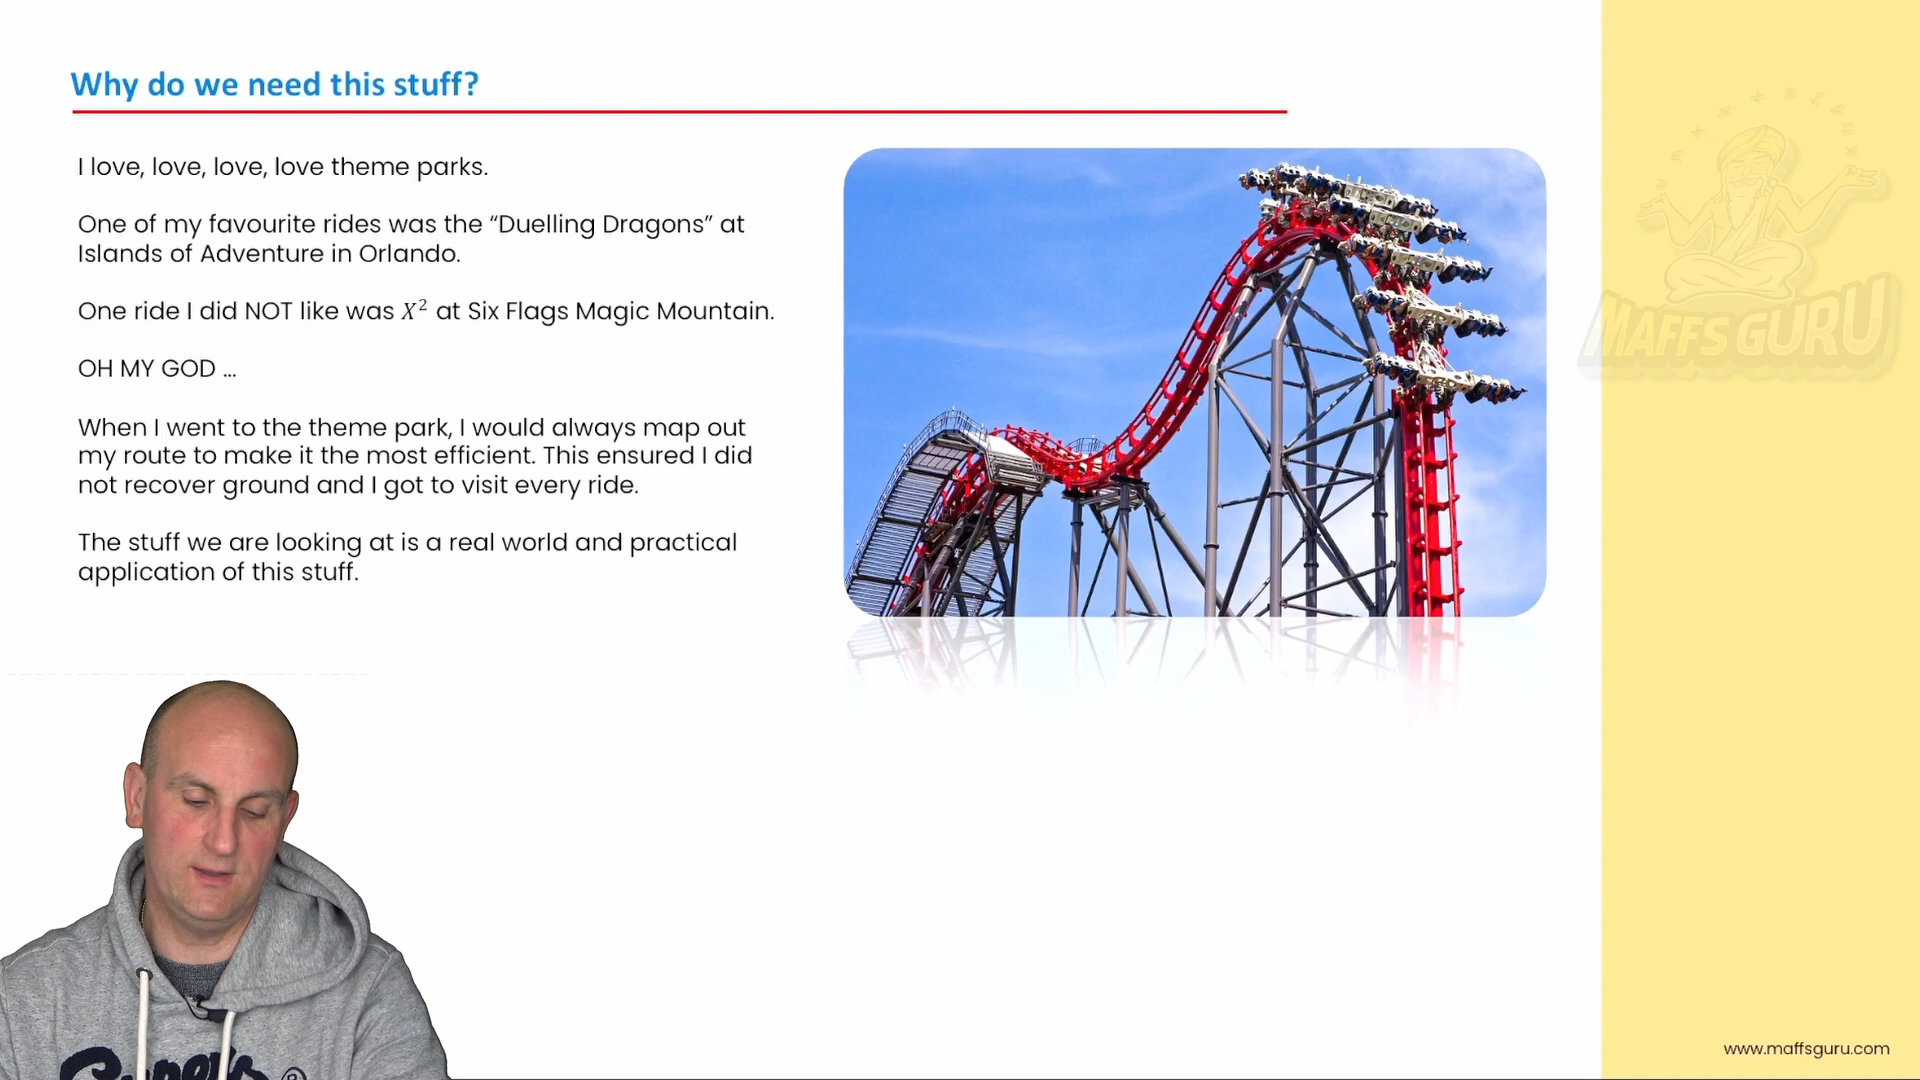 Why do we need this stuff?
I love, love, love, love theme parks.
One of my favourite rides was the “Duelling Dragons” at
Islands of Adventure in Orlando.
One ride I did NOT like was X² at Six Flags Magic Mountain.
OH MY GOD ...
When I went to the theme park, I would always map out
my route to make it the most efficient. This ensured I did
not recover ground and I got to visit every ride.
The stuff we are looking at is a real world and practical
application of this stuff.
MAFFS GURU
www.maffsguru.com